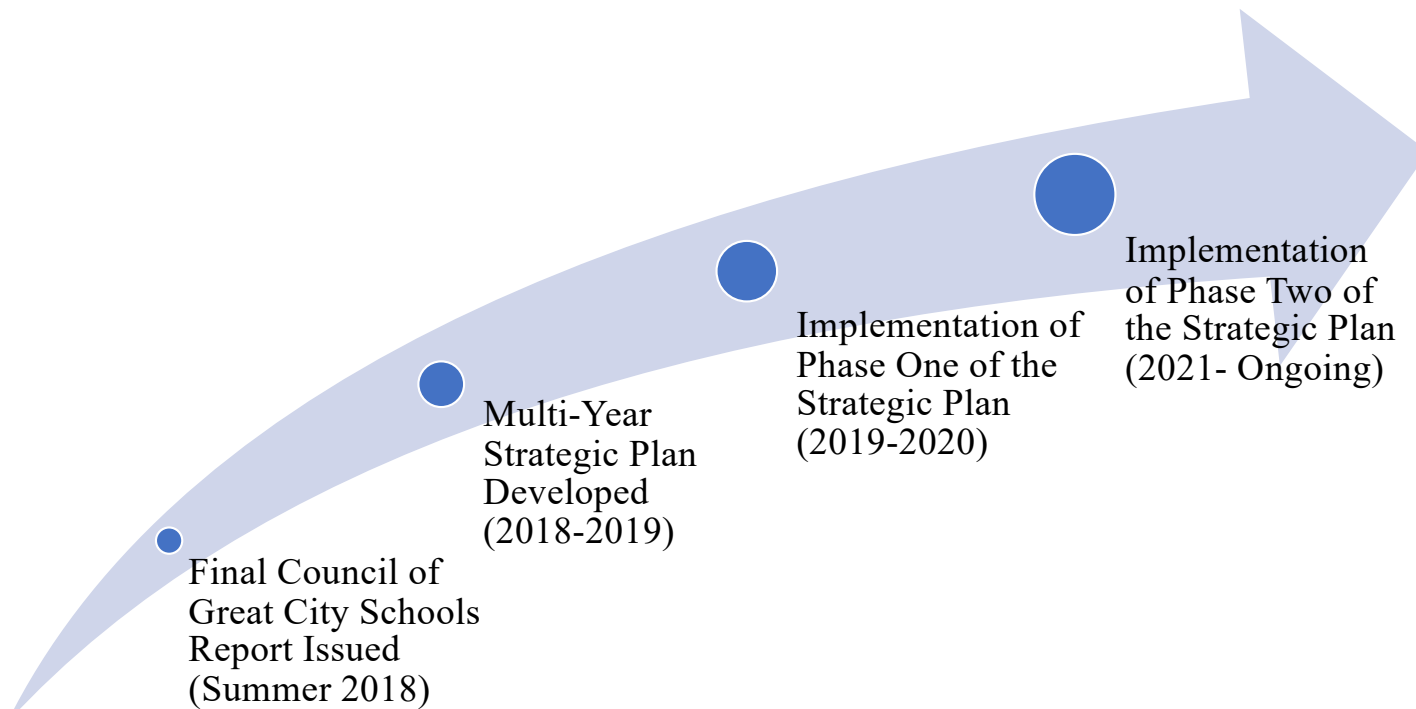 Final Council of
Great City Schools
Report Issued
(Summer 2018)
Multi-Year
Strategic Plan
Developed
(2018-2019)
Implementation of
Phase One of the
Strategic Plan
(2019-2020)
Implementation
of Phase Two of
the Strategic Plan
(2021- Ongoing)